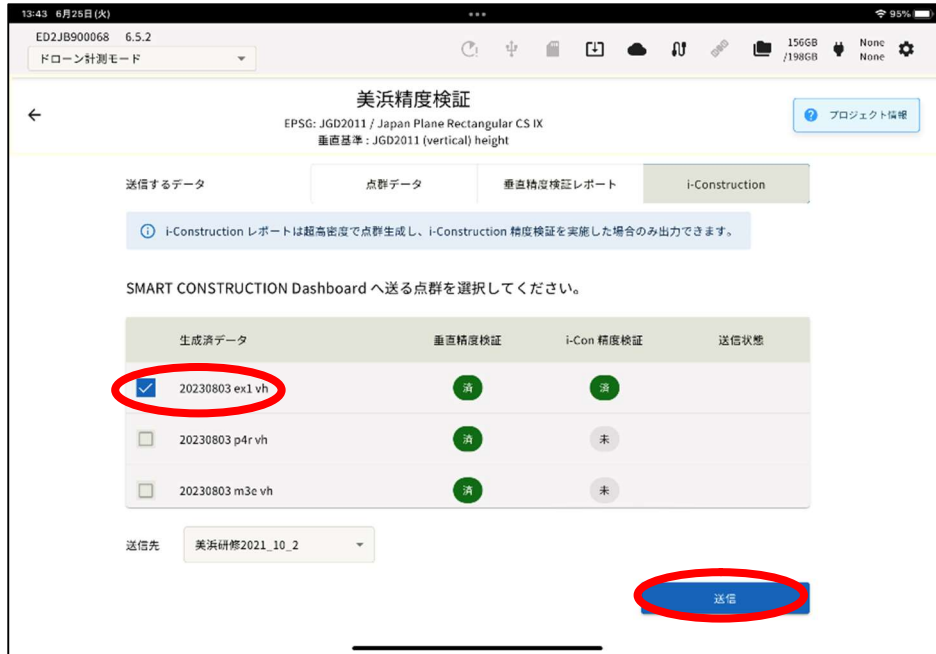 13:43 6月25日(火)
95%
ED2JB900068 6.5.2
ドローン計測モード
156GB
/198GB
None
None
美浜精度検証
EPSG: JGD2011 / Japan Plane Rectangular CS IX
垂直基準 : JGD2011 (vertical) height
プロジェクト情報
送信するデータ 点群データ 垂直精度検証レポート i-Construction
i-Construction レポートは超高密度で点群生成し、i-Construction 精度検証を実施した場合のみ出力できます。
SMART CONSTRUCTION Dashboard へ送る点群を選択してください。
生成済データ 垂直精度検証 i-Con 精度検証 送信状態
20230803 ex1 vh 済 済
20230803 p4r vh 済 未
20230803 m3e vh 済 未
送信先 美浜研修2021_10_2
送信